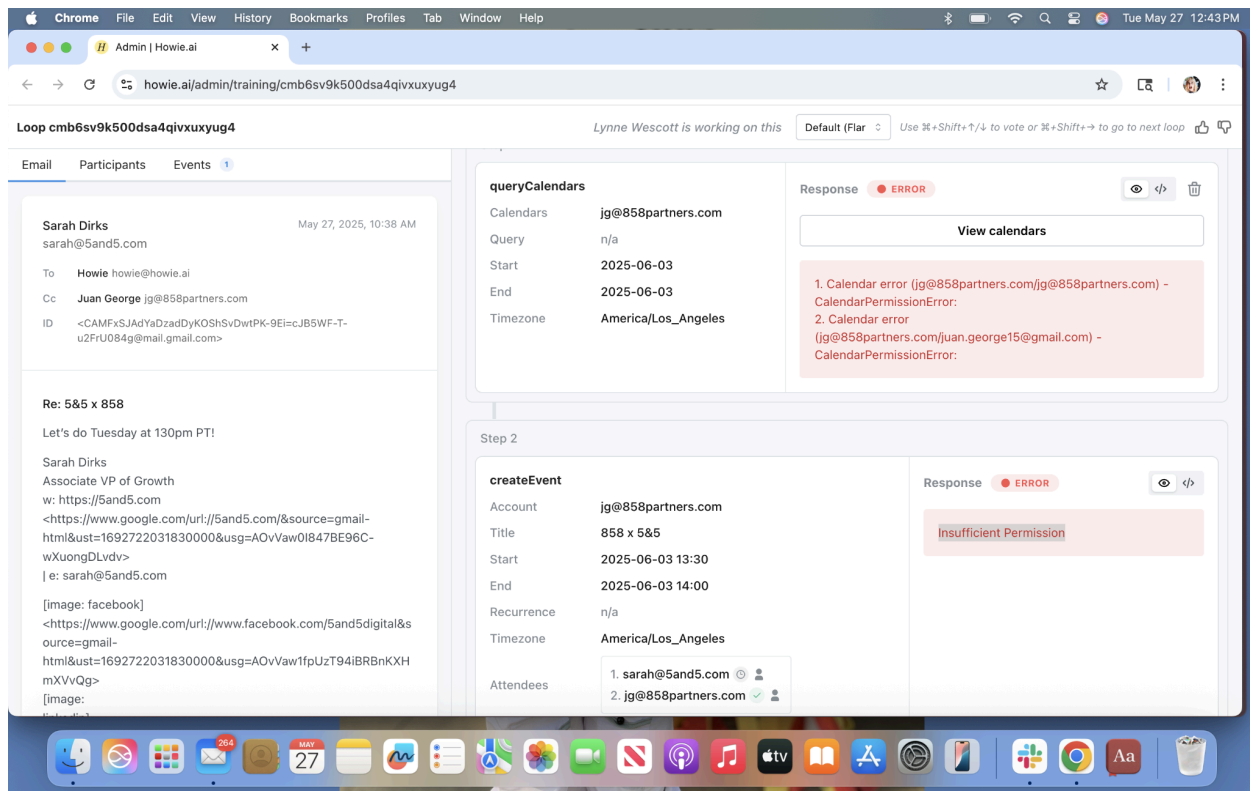 Chrome File Edit View History Bookmarks Profiles Tab Window Help Tue May 27 12:43 PM
H Admin | Howie.ai
howie.ai/admin/training/cmb6sv9k500dsa4qivxuxyug4
Loop cmb6sv9k500dsa4qivxuxyug4 Lynne Wescott is working on this Default (Flar Use ⌘+Shift+↑/↓ to vote or ⌘+Shift+→ to go to next loop
Email Participants Events 1
Sarah Dirks May 27, 2025, 10:38 AM
sarah@5and5.com
To Howie howie@howie.ai
Cc Juan George jg@858partners.com
ID <CAMFxSJAdYaDzadDyKOShSvDwtPK-9Ei=cJB5WF-T-
u2FrU084g@mail.gmail.com>
Re: 5&5 x 858
Let's do Tuesday at 130pm PT!
Sarah Dirks
Associate VP of Growth
w: https://5and5.com
<https://www.google.com/url://5and5.com/&source=gmail-
html&ust=1692722031830000&usg=AOvVaw0I847BE96C-
wXuongDLvdv>
| e: sarah@5and5.com
[image: facebook]
<https://www.google.com/url://www.facebook.com/5and5digital&s
ource=gmail-
html&ust=1692722031830000&usg=AOvVaw1fpUzT94iBRBnKXH
mXVvQg>
[image:
queryCalendars
Calendars jg@858partners.com
Query n/a
Start 2025-06-03
End 2025-06-03
Timezone America/Los_Angeles
Response ERROR
</>
View calendars
1. Calendar error (jg@858partners.com/jg@858partners.com) -
CalendarPermissionError:
2. Calendar error
(jg@858partners.com/juan.george15@gmail.com) -
CalendarPermissionError:
Step 2
createEvent
Account jg@858partners.com
Title 858 x 5&5
Start 2025-06-03 13:30
End 2025-06-03 14:00
Recurrence n/a
Timezone America/Los_Angeles
Attendees
1. sarah@5and5.com
2. jg@858partners.com
Response ERROR
</>
Insufficient Permission
264
MAY
27
tv
Aa